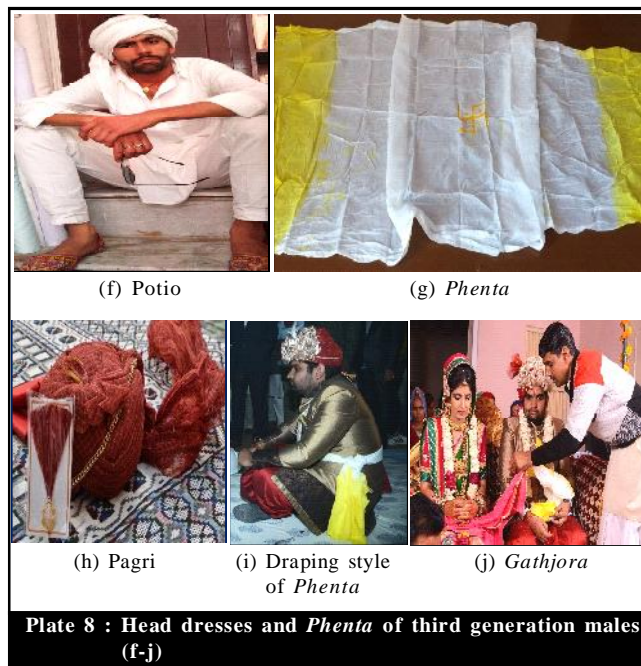 (f) Potio
(g) Phenta
(h) Pagri
(i) Draping style
of Phenta
(j) Gathjora
Plate 8 : Head dresses and Phenta of third generation males
(f-j)